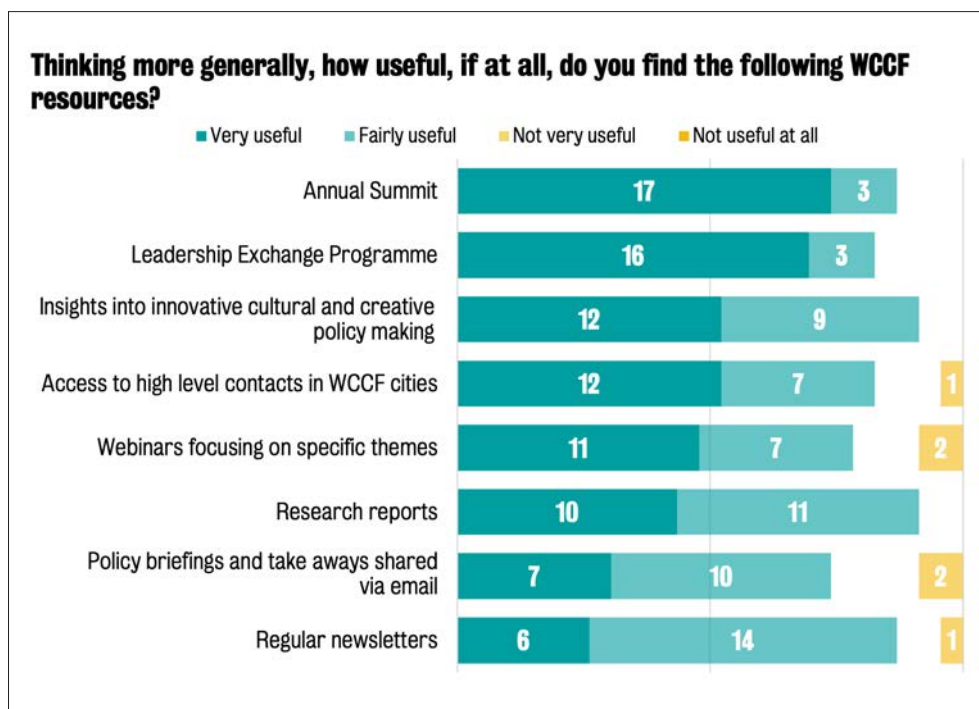 Thinking more generally, how useful, if at all, do you find the following WCCF
resources?
Very useful Fairly useful Not very useful Not useful at all
Annual Summit 17 3
Leadership Exchange Programme 16 3
Insights into innovative cultural and creative
policy making 12 9
Access to high level contacts in WCCF cities 12 7 1
Webinars focusing on specific themes 11 7 2
Research reports 10 11
Policy briefings and take aways shared
via email 7 10 2
Regular newsletters 6 14 1